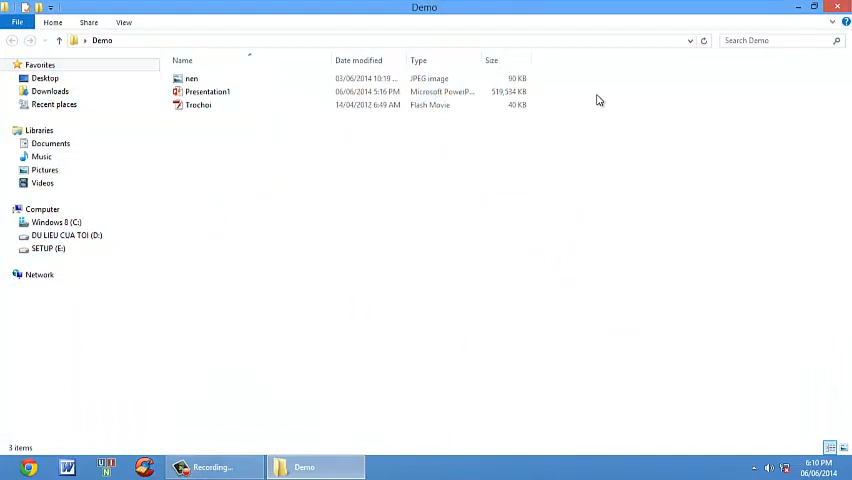 Demo
File Home Share View
Demo Search Demo
Name Date modified Type Size
nen 03/06/2014 10:19 ... JPEG image 90 KB
Presentation1 06/06/2014 5:16 PM Microsoft PowerP... 519,534 KB
Trochoi 14/04/2012 6:49 AM Flash Movie 40 KB
Favorites
Desktop
Downloads
Recent places
Libraries
Documents
Music
Pictures
Videos
Computer
Windows 8 (C:)
DU LIEU CUA TOI (D:)
SETUP (E:)
Network
3 items
Recording... Demo
6:10 PM
06/06/2014